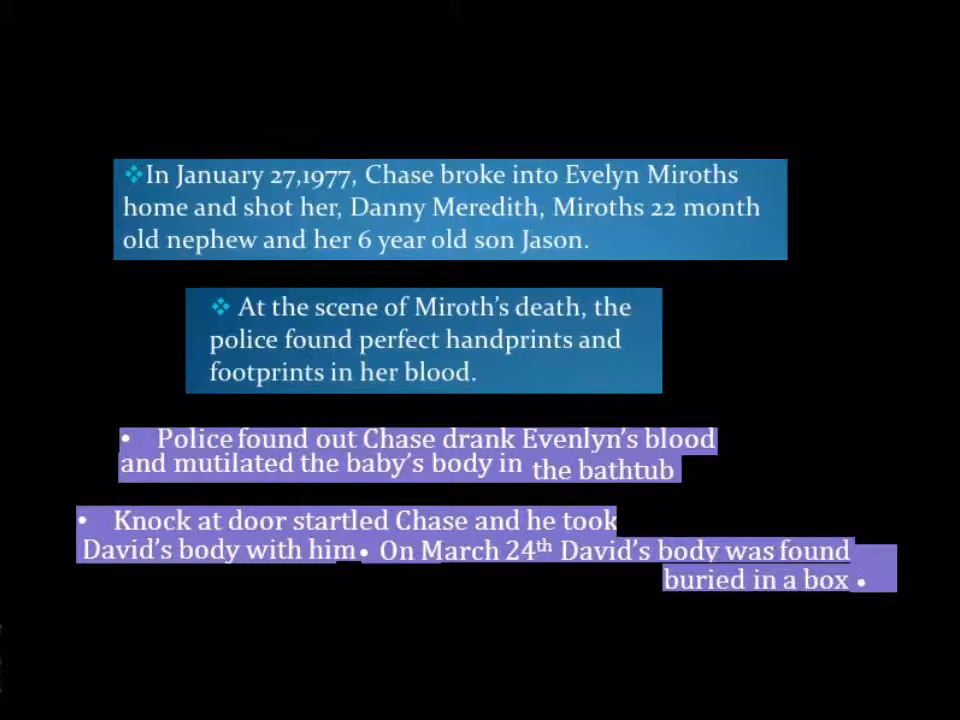 ❖In January 27,1977, Chase broke into Evelyn Miroths
home and shot her, Danny Meredith, Miroths 22 month
old nephew and her 6 year old son Jason.
❖ At the scene of Miroth’s death, the
police found perfect handprints and
footprints in her blood.
• Police found out Chase drank Evenlyn’s blood
and mutilated the baby’s body in the bathtub
• Knock at door startled Chase and he took
David’s body with him• On March 24th David’s body was found
buried in a box •